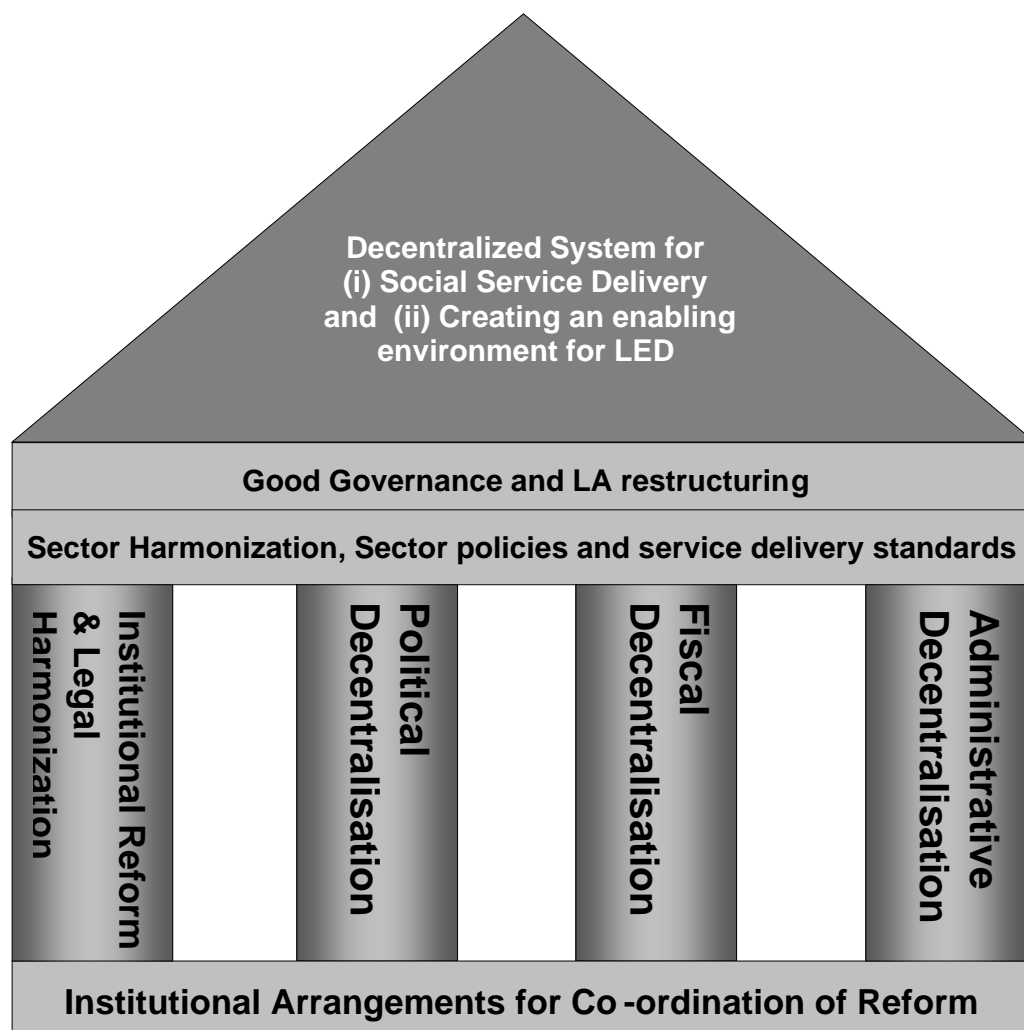 Decentralized System for
(i) Social Service Delivery
and (ii) Creating an enabling
environment for LED
Good Governance and LA restructuring
Sector Harmonization, Sector policies and service delivery standards
Institutional Reform
& Legal
Harmonization
Political
Decentralisation
Fiscal
Decentralisation
Administrative
Decentralisation
Institutional Arrangements for Co -ordination of Reform